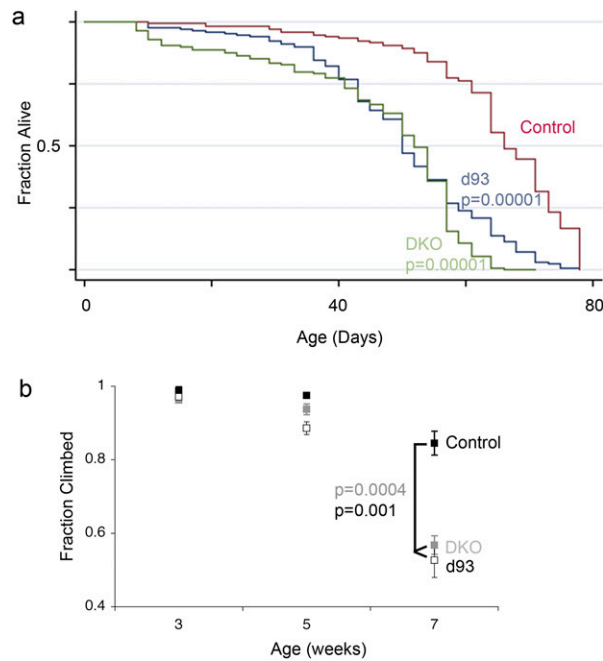 a
Fraction Alive
0.5
Control
d93
p=0.00001
DKO
p=0.00001
0
40
80
Age (Days)
b
Fraction Climbed
1
0.8
0.6
0.4
Control
p=0.0004
p=0.001
DKO
d93
3
5
7
Age (weeks)